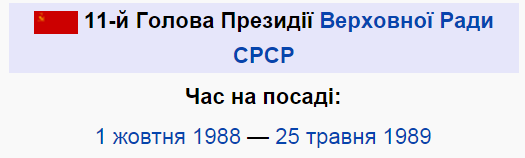 11-й Голова Президії Верховної Ради
СРСР
Час на посаді:
1 жовтня 1988 — 25 травня 1989